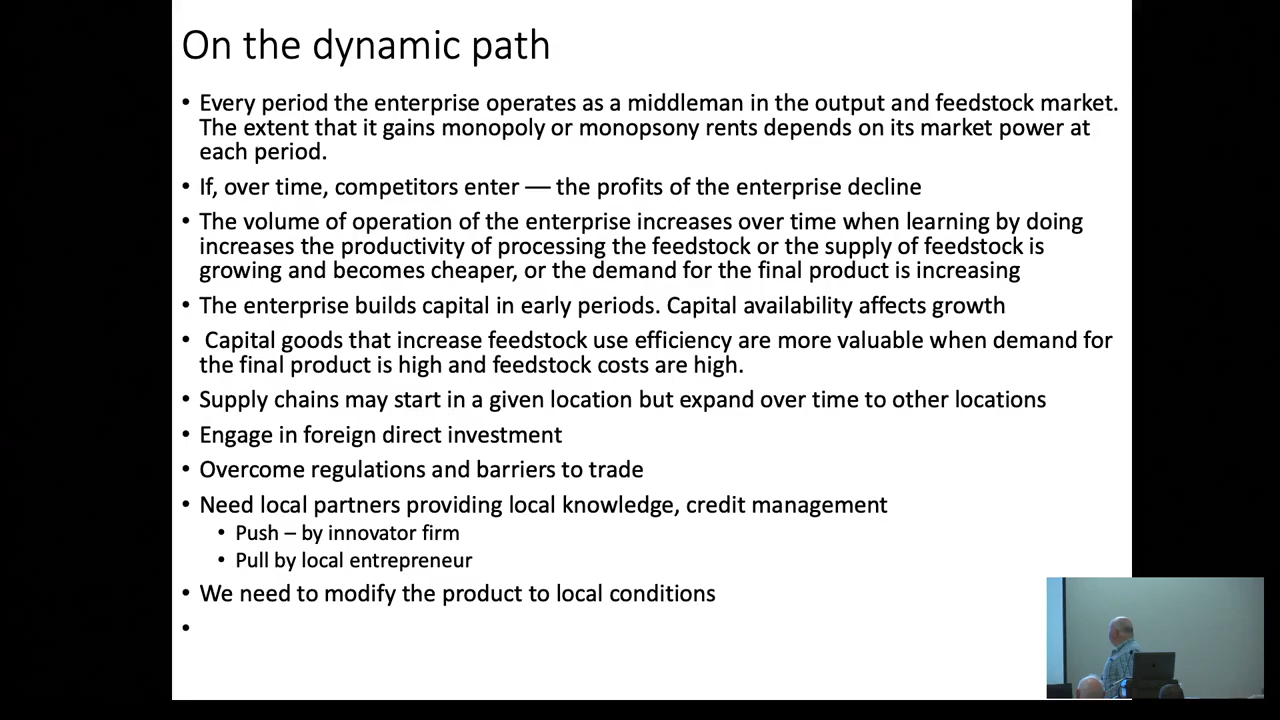 On the dynamic path
• Every period the enterprise operates as a middleman in the output and feedstock market.
The extent that it gains monopoly or monopsony rents depends on its market power at
each period.
• If, over time, competitors enter — the profits of the enterprise decline
• The volume of operation of the enterprise increases over time when learning by doing
increases the productivity of processing the feedstock or the supply of feedstock is
growing and becomes cheaper, or the demand for the final product is increasing
• The enterprise builds capital in early periods. Capital availability affects growth
• Capital goods that increase feedstock use efficiency are more valuable when demand for
the final product is high and feedstock costs are high.
• Supply chains may start in a given location but expand over time to other locations
• Engage in foreign direct investment
• Overcome regulations and barriers to trade
• Need local partners providing local knowledge, credit management
• Push – by innovator firm
• Pull by local entrepreneur
• We need to modify the product to local conditions
•